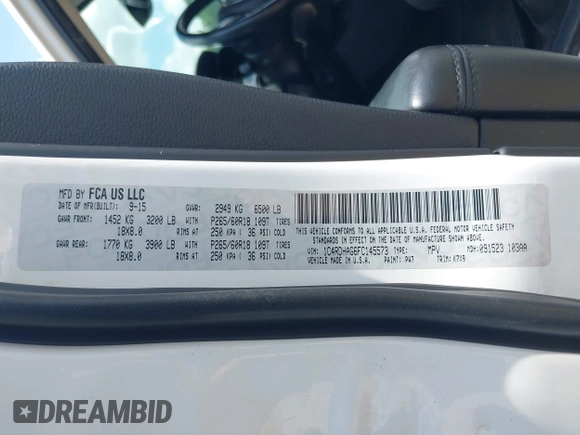 MFD BY FCA US LLC
DATE OF MFR(BUILT): 9-15 GVWR: 2949 KG 6500 LB
GAWR FRONT: 1452 KG 3200 LB WITH P265/60R18 109T TIRES
18X8.0 RIMS AT 250 KPA ( 36 PSI) COLD
GAWR REAR: 1770 KG 3900 LB WITH P265/60R18 109T TIRES
18X8.0 RIMS AT 250 KPA ( 36 PSI) COLD
THIS VEHICLE CONFORMS TO ALL APPLICABLE U.S.A. FEDERAL MOTOR VEHICLE SAFETY
STANDARDS IN EFFECT ON THE DATE OF MANUFACTURE SHOWN ABOVE.
VIN: 1C4RDHAG6FC145573 TYPE: MPV MDH: 091523 103AA
VEHICLE MADE IN U.S.A. PAINT: PW7 TRIM: K7X9
DREAMBID